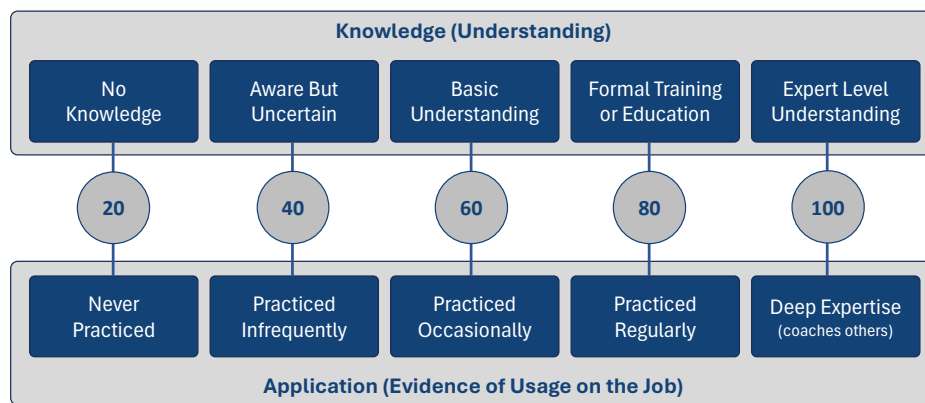 Knowledge (Understanding)
No
Knowledge
Aware But
Uncertain
Basic
Understanding
Formal Training
or Education
Expert Level
Understanding
20
40
60
80
100
Never
Practiced
Practiced
Infrequently
Practiced
Occasionally
Practiced
Regularly
Deep Expertise
(coaches others)
Application (Evidence of Usage on the Job)